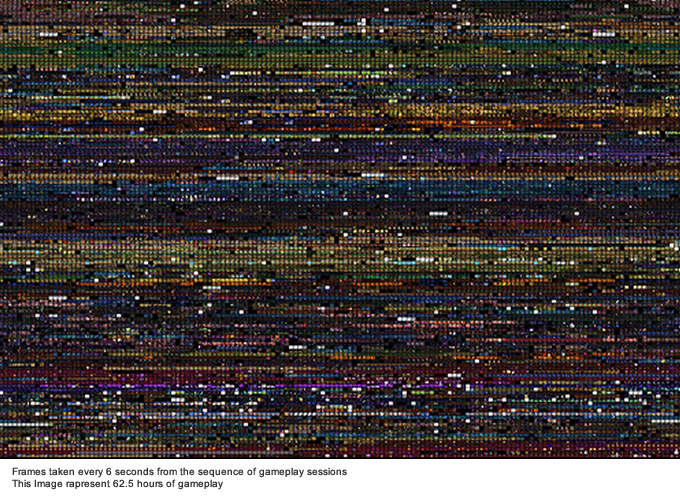 Frames taken every 6 seconds from the sequence of gameplay sessions
This Image rapresent 62.5 hours of gameplay